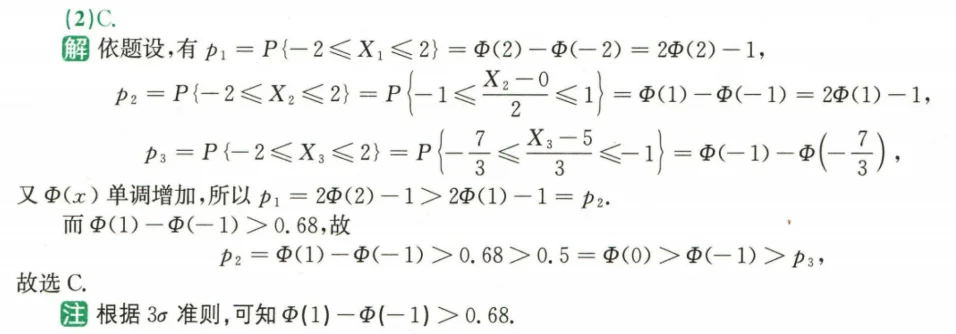 (2)C.
解 依题设,有 p₁ = P{−2 ⩽ X₁ ⩽ 2} = Φ(2) − Φ(−2) = 2Φ(2) − 1,
p₂ = P{−2 ⩽ X₂ ⩽ 2} = P{−1 ⩽ (X₂ − 0)/2 ⩽ 1} = Φ(1) − Φ(−1) = 2Φ(1) − 1,
p₃ = P{−2 ⩽ X₃ ⩽ 2} = P{−7/3 ⩽ (X₃ − 5)/3 ⩽ −1} = Φ(−1) − Φ(−7/3),
又 Φ(x) 单调增加,所以 p₁ = 2Φ(2) − 1 > 2Φ(1) − 1 = p₂.
而 Φ(1) − Φ(−1) > 0.68,故
p₂ = Φ(1) − Φ(−1) > 0.68 > 0.5 = Φ(0) > Φ(−1) > p₃,
故选 C.
注 根据 3σ 准则,可知 Φ(1) − Φ(−1) > 0.68.